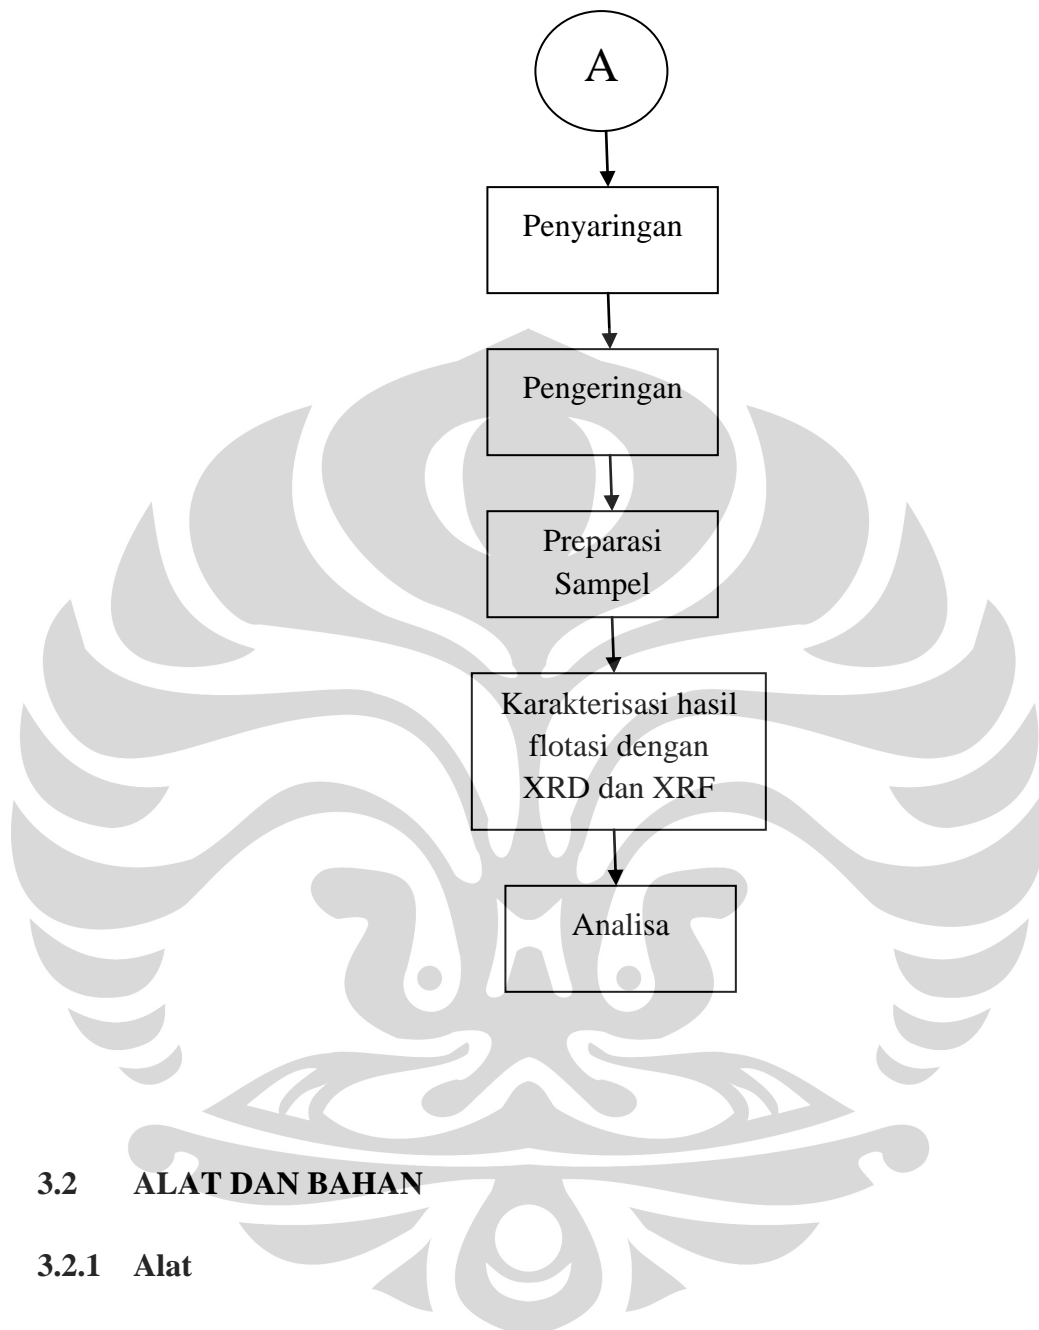 A
Penyaringan
Pengeringan
Preparasi
Sampel
Karakterisasi hasil
flotasi dengan
XRD dan XRF
Analisa
3.2 ALAT DAN BAHAN
3.2.1 Alat